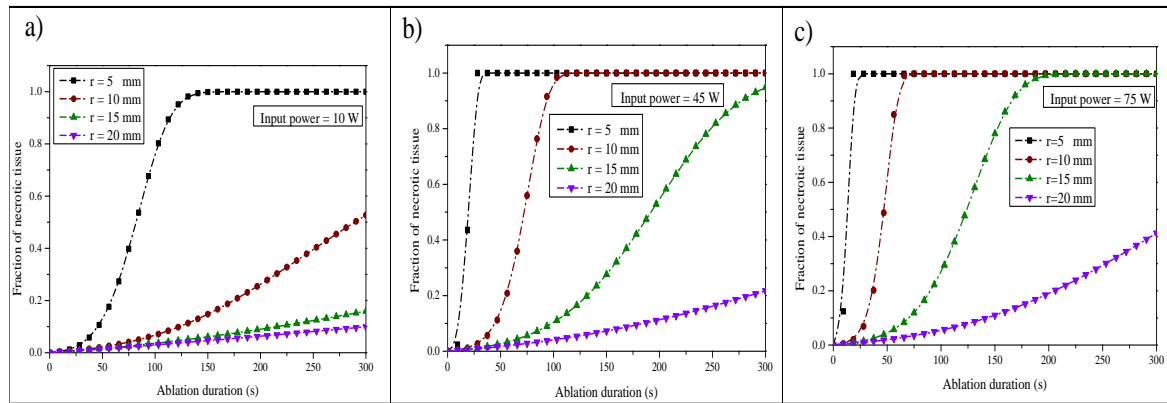 a)
r = 5 mm
r = 10 mm
r = 15 mm
r = 20 mm
Input power = 10 W
Fraction of necrotic tissue
1.0
0.8
0.6
0.4
0.2
0.0
0 50 100 150 200 250 300
Ablation duration (s)
b)
Input power = 45 W
r = 5 mm
r = 10 mm
r = 15 mm
r = 20 mm
Fraction of necrotic tissue
1.0
0.8
0.6
0.4
0.2
0.0
0 50 100 150 200 250 300
Ablation duration (s)
c)
Input power = 75 W
r=5 mm
r=10 mm
r=15 mm
r=20 mm
Fraction of necrotic tissue
1.0
0.8
0.6
0.4
0.2
0.0
0 50 100 150 200 250 300
Ablation duration (s)